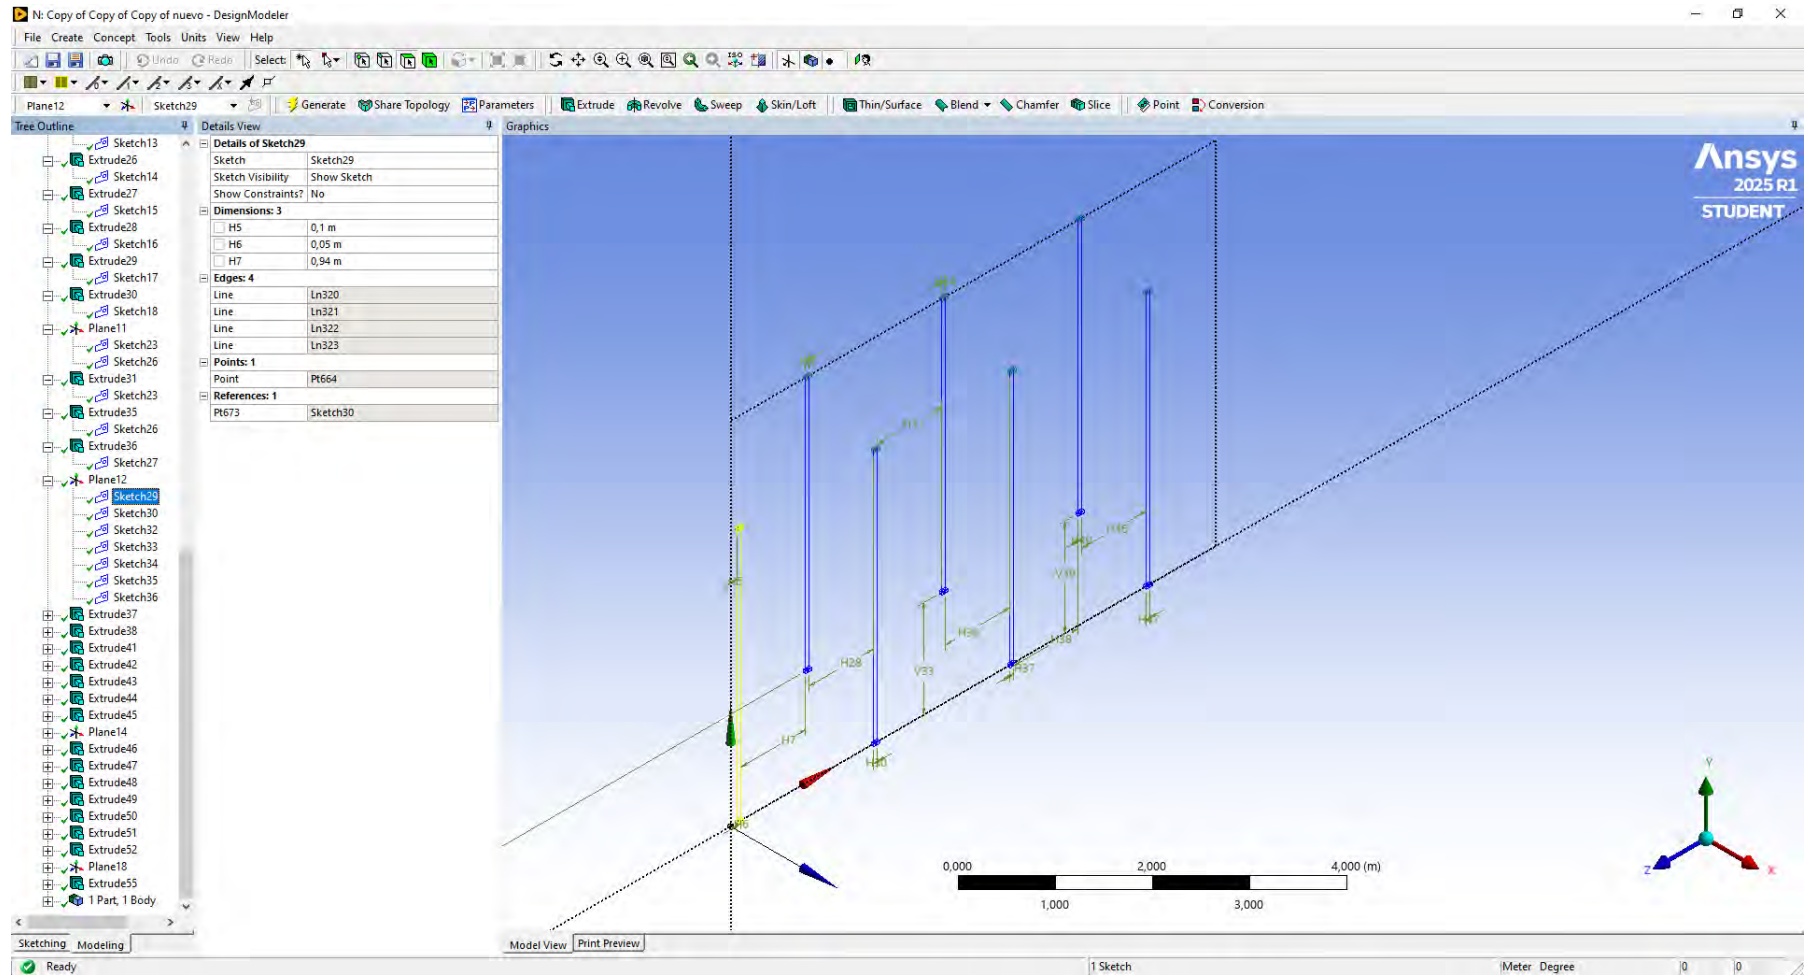 N: Copy of Copy of Copy of nuevo - DesignModeler
File Create Concept Tools Units View Help
Undo Redo Select: ISO
Plane12 Sketch29 Generate Share Topology Parameters Extrude Revolve Sweep Skin/Loft Thin/Surface Blend Chamfer Slice Point Conversion
Tree Outline
Sketch13
Extrude26
Sketch14
Extrude27
Sketch15
Extrude28
Sketch16
Extrude29
Sketch17
Extrude30
Sketch18
Plane11
Sketch23
Sketch26
Extrude31
Sketch23
Extrude35
Sketch26
Extrude36
Sketch27
Plane12
Sketch29
Sketch30
Sketch32
Sketch33
Sketch34
Sketch35
Sketch36
Extrude37
Extrude38
Extrude41
Extrude42
Extrude43
Extrude44
Extrude45
Plane14
Extrude46
Extrude47
Extrude48
Extrude49
Extrude50
Extrude51
Extrude52
Plane18
Extrude55
1 Part, 1 Body
Sketching Modeling
Details View
Details of Sketch29
Sketch Sketch29
Sketch Visibility Show Sketch
Show Constraints? No
Dimensions: 3
H5 0,1 m
H6 0,05 m
H7 0,94 m
Edges: 4
Line Ln320
Line Ln321
Line Ln322
Line Ln323
Points: 1
Point Pt664
References: 1
Pt673 Sketch30
Graphics
Ansys
2025 R1
STUDENT
V33
H28
H36
H37
H38
H7
H30
H6
Y
Z
X
0,000 2,000 4,000 (m)
1,000 3,000
Model View Print Preview
Ready 1 Sketch Meter Degree 0 0